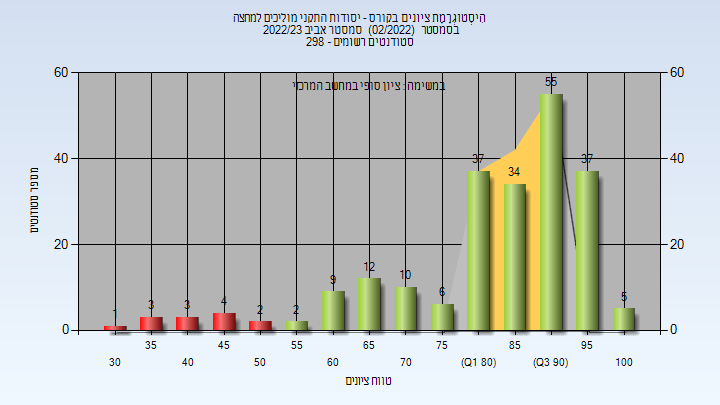 היסטוגרמת ציונים בקורס - יסודות התקני מוליכים למחצה
בסמסטר (02/2022) סמסטר אביב 2022/23
סטודנטים רשומים - 298
במשימה : ציון סופי במחשב המרכזי
מספר סטודנטים
60 60
40 40
20 20
0 0
1 3 3 4 2 2 9 12 10 6 37 34 55 37 5
35 45 55 65 75 85 95
30 40 50 60 70 (Q1 80) (Q3 90) 100
טווח ציונים